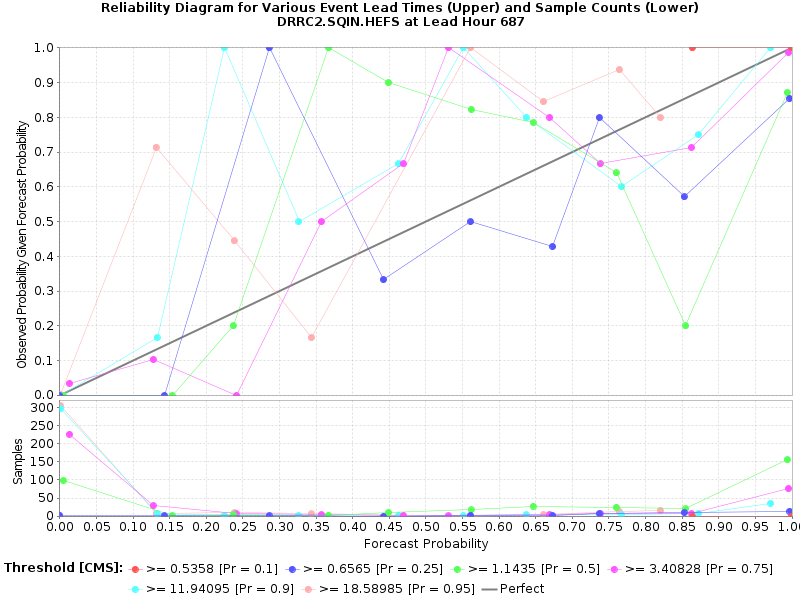 Reliability Diagram for Various Event Lead Times (Upper) and Sample Counts (Lower)
DRRC2.SQIN.HEFS at Lead Hour 687
Observed Probability Given Forecast Probability
1.0
0.9
0.8
0.7
0.6
0.5
0.4
0.3
0.2
0.1
0.0
Samples
300
250
200
150
100
50
0
0.00 0.05 0.10 0.15 0.20 0.25 0.30 0.35 0.40 0.45 0.50 0.55 0.60 0.65 0.70 0.75 0.80 0.85 0.90 0.95 1.0
Forecast Probability
Threshold [CMS]: >= 0.5358 [Pr = 0.1] >= 0.6565 [Pr = 0.25] >= 1.1435 [Pr = 0.5] >= 3.40828 [Pr = 0.75]
>= 11.94095 [Pr = 0.9] >= 18.58985 [Pr = 0.95] Perfect